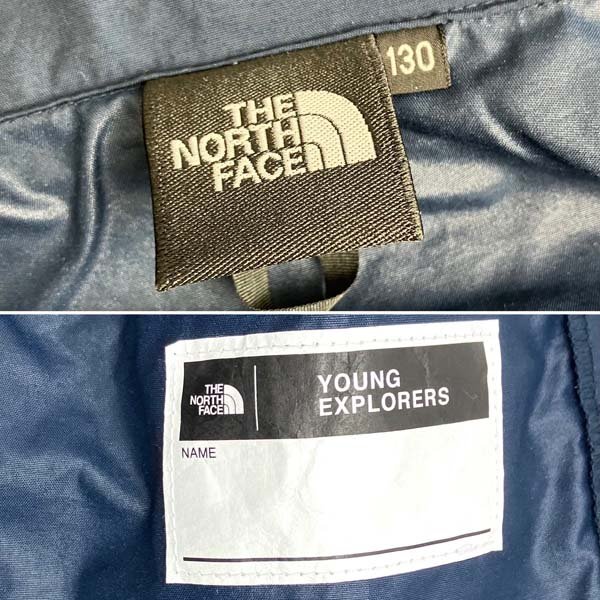 THE
NORTH
FACE
130
THE
NORTH
FACE
YOUNG
EXPLORERS
NAME